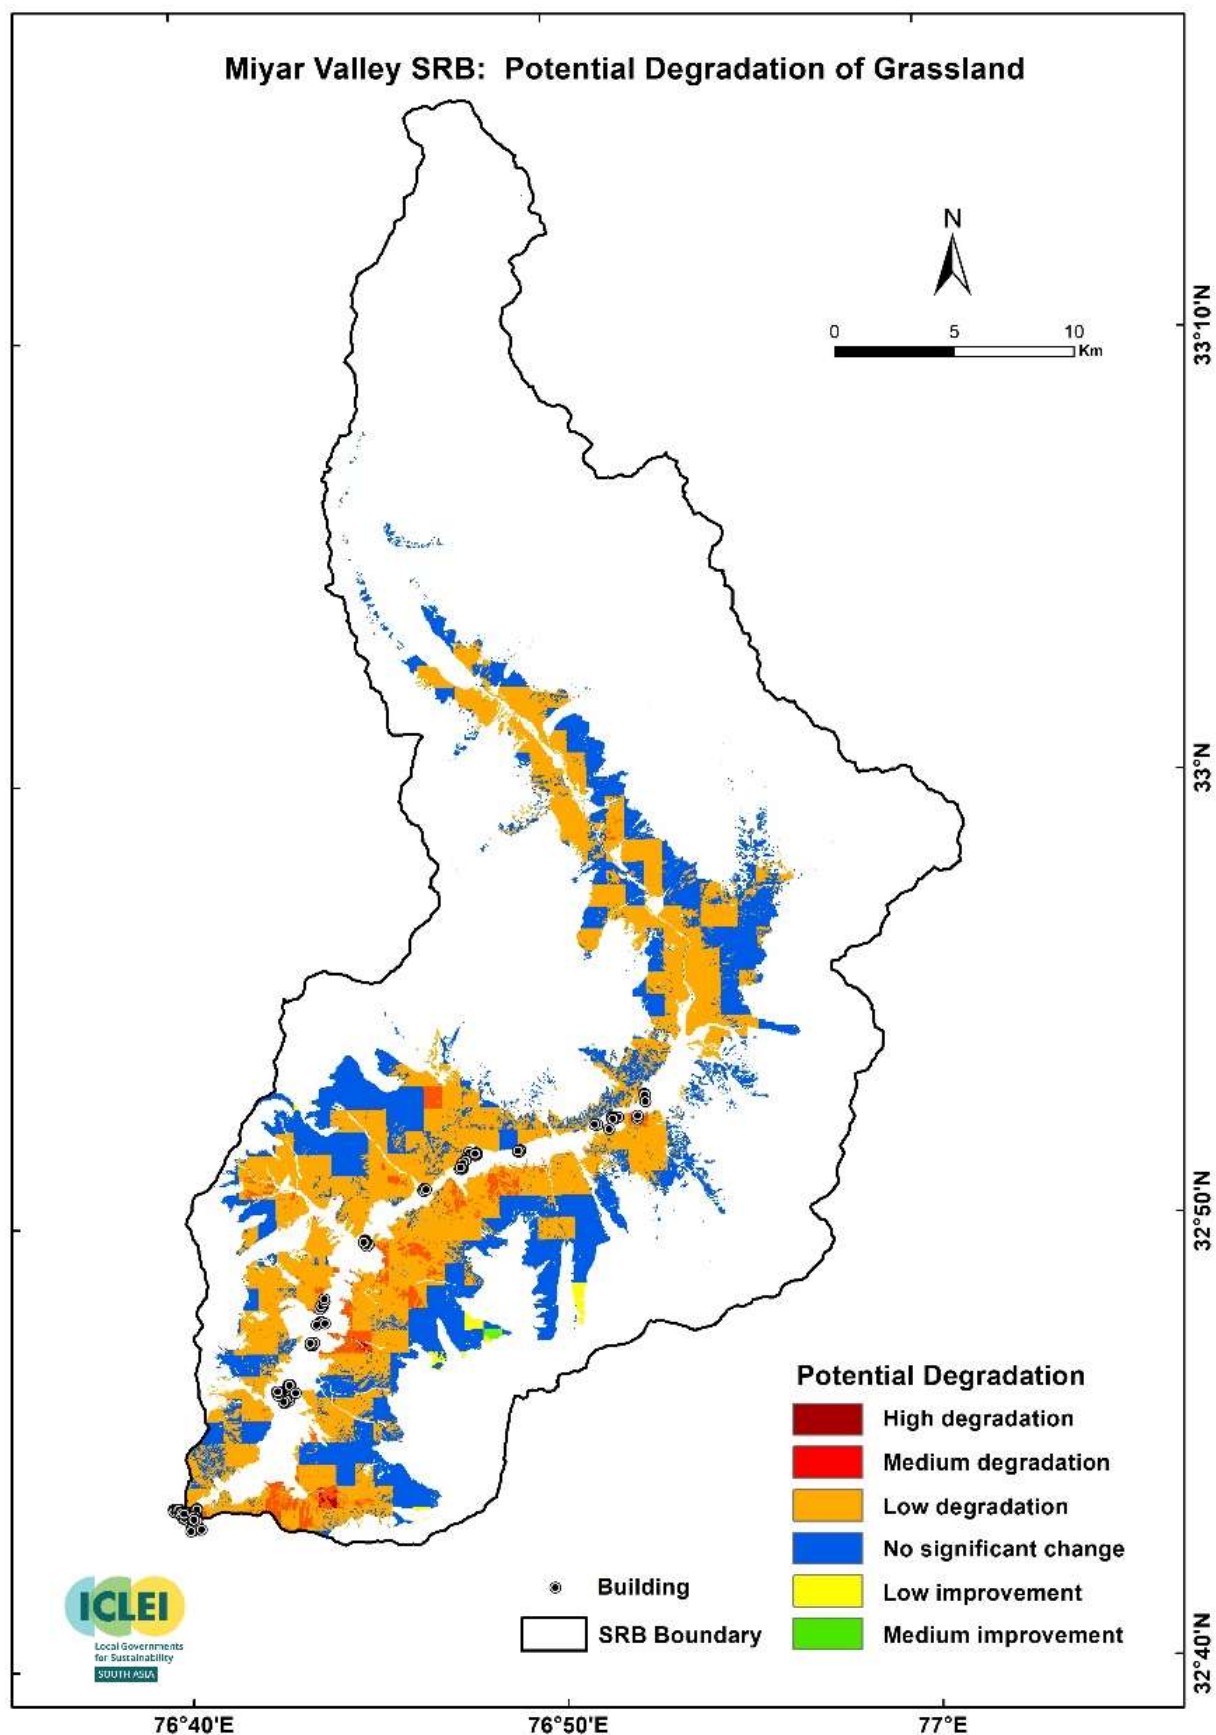 Miyar Valley SRB: Potential Degradation of Grassland
N
0 5 10
Km
33°10'N
33°N
32°50'N
32°40'N
Potential Degradation
High degradation
Medium degradation
Low degradation
No significant change
Low improvement
Medium improvement
Building
SRB Boundary
ICLEI
Local Governments
for Sustainability
SOUTH ASIA
76°40'E 76°50'E 77°E